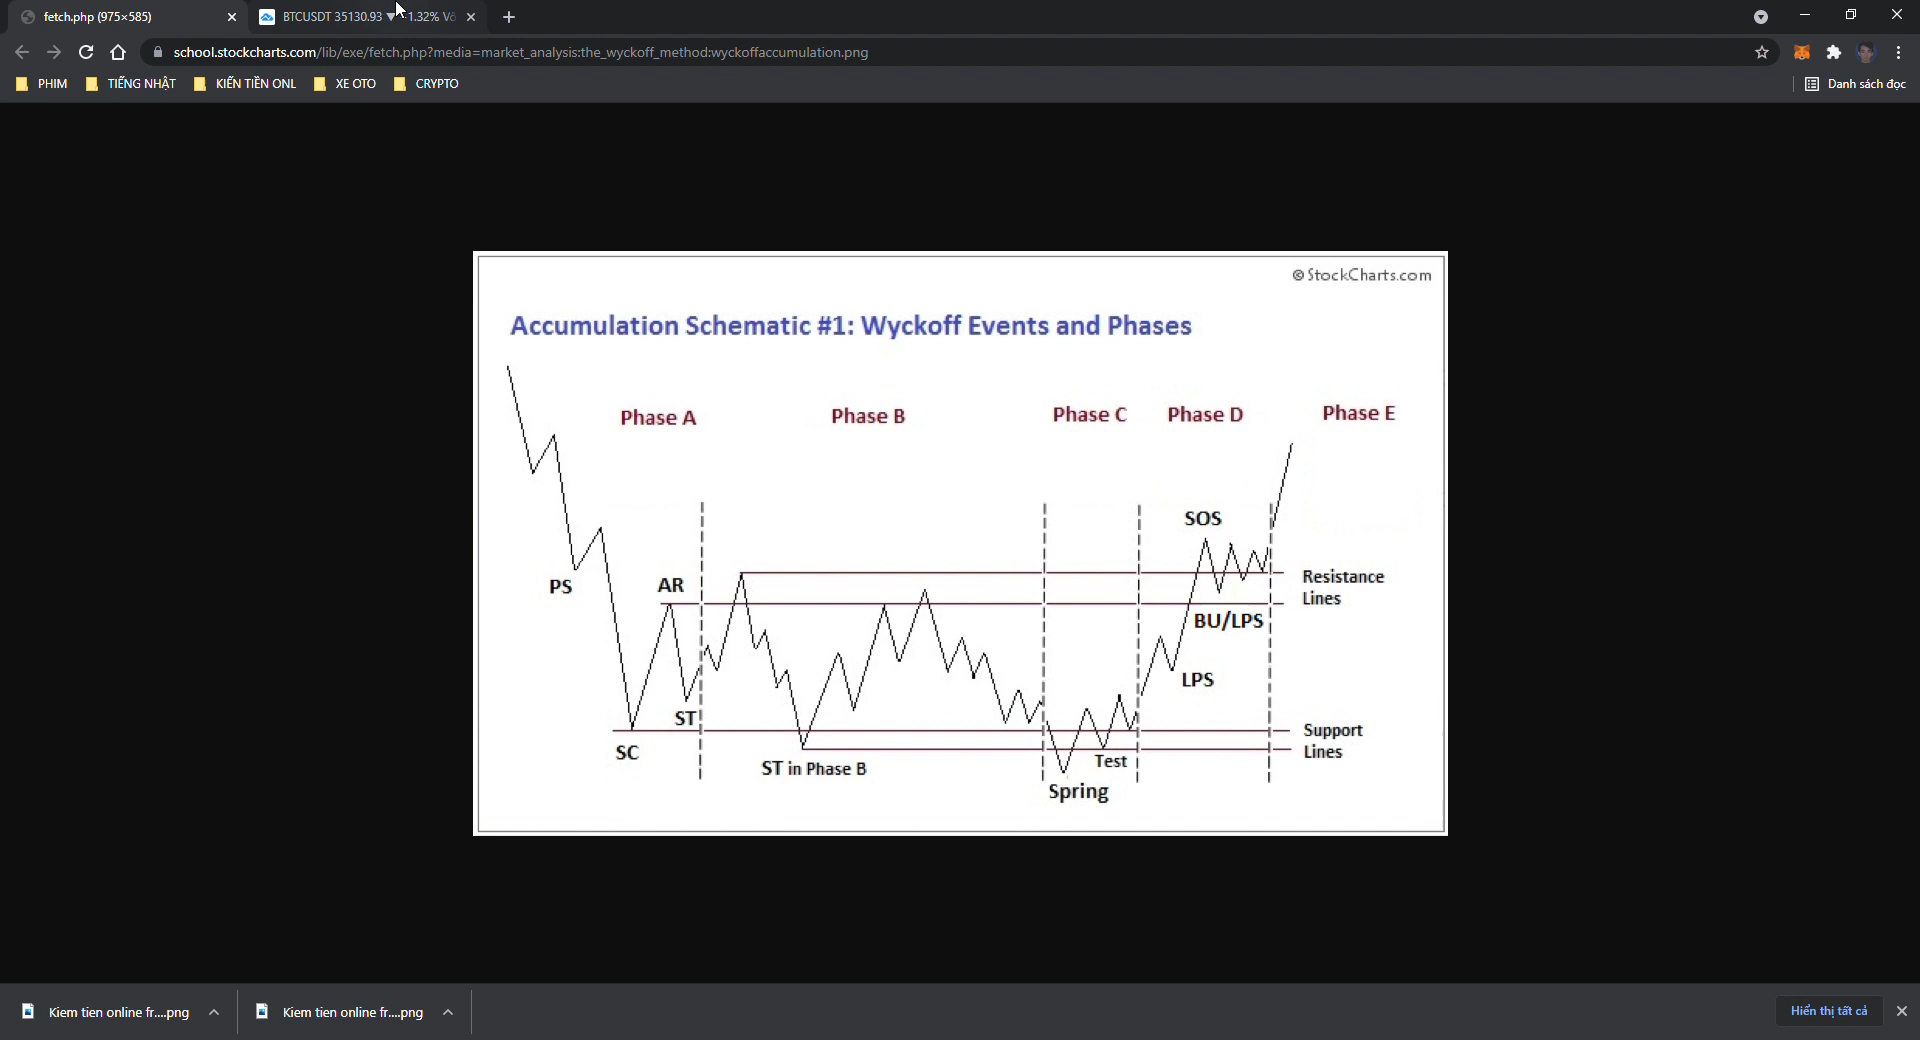 fetch.php (975×585)
BTCUSDT 35130.93 ▼ -1.32% Vô
school.stockcharts.com/lib/exe/fetch.php?media=market_analysis:the_wyckoff_method:wyckoffaccumulation.png
PHIM
TIẾNG NHẬT
KIẾN TIỀN ONL
XE OTO
CRYPTO
Danh sách đọc
©StockCharts.com
Accumulation Schematic #1: Wyckoff Events and Phases
Phase A
Phase B
Phase C
Phase D
Phase E
SOS
PS
AR
Resistance
Lines
BU/LPS
LPS
ST
SC
Support
Lines
ST in Phase B
Test
Spring
Kiem tien online fr....png
Kiem tien online fr....png
Hiển thị tất cả